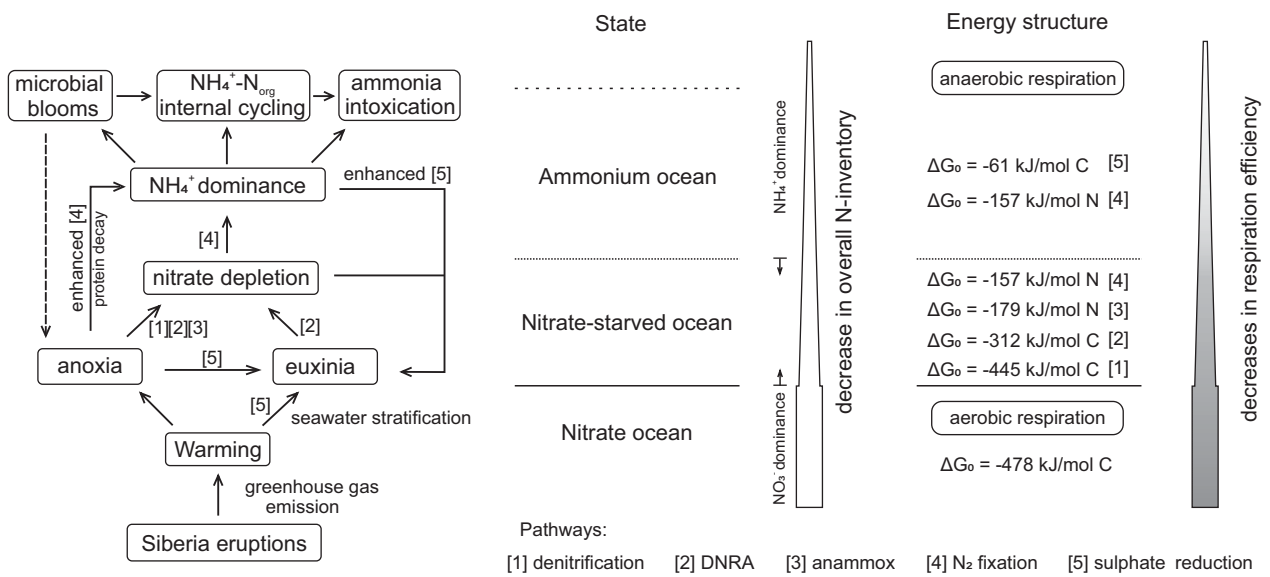 State
Energy structure
microbial
blooms
NH₄⁺-Norg
internal cycling
ammonia
intoxication
NH₄⁺ dominance
enhanced [5]
enhanced [4]
protein decay
[4]
nitrate depletion
[1][2][3]
[2]
anoxia
[5]
euxinia
[5]
seawater stratification
Warming
greenhouse gas
emission
Siberia eruptions
Ammonium ocean
Nitrate-starved ocean
Nitrate ocean
NH₄⁺ dominance
NO₃⁻ dominance
decrease in overall N-inventory
anaerobic respiration
ΔG₀ = -61 kJ/mol C [5]
ΔG₀ = -157 kJ/mol N [4]
ΔG₀ = -157 kJ/mol N [4]
ΔG₀ = -179 kJ/mol N [3]
ΔG₀ = -312 kJ/mol C [2]
ΔG₀ = -445 kJ/mol C [1]
aerobic respiration
ΔG₀ = -478 kJ/mol C
decreases in respiration efficiency
Pathways:
[1] denitrification [2] DNRA [3] anammox [4] N₂ fixation [5] sulphate reduction